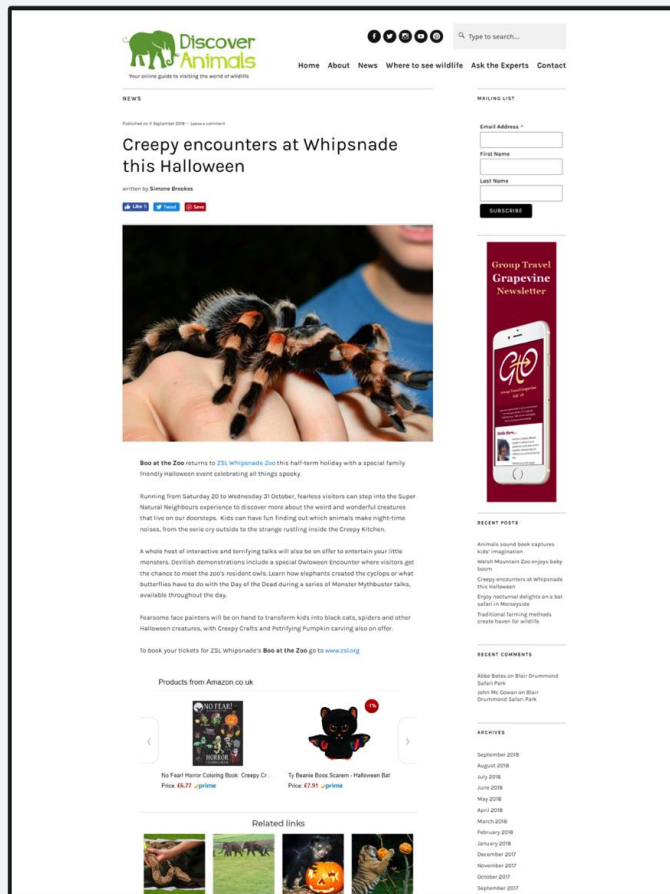 Discover
Animals
Your online guide to visiting the world of wildlife
Type to search...
Home About News Where to see wildlife Ask the Experts Contact
NEWS
Published on 11 September 2018 — Leave a comment
Creepy encounters at Whipsnade
this Halloween
written by Simone Brookes
Like 5 Tweet Save
Boo at the Zoo returns to ZSL Whipsnade Zoo this half-term holiday with a special family
friendly Halloween event celebrating all things spooky.
Running from Saturday 20 to Wednesday 31 October, fearless visitors can step into the Super
Natural Neighbours experience to discover more about the weird and wonderful creatures
that live on our doorsteps. Kids can have fun finding out which animals make night-time
noises, from the eerie cry outside to the strange rustling inside the Creepy Kitchen.
A whole host of interactive and terrifying talks will also be on offer to entertain your little
monsters. Devilish demonstrations include a special Owloween Encounter where visitors get
the chance to meet the zoo's resident owls. Learn how elephants created the cyclops or what
butterflies have to do with the Day of the Dead during a series of Monster Mythbuster talks,
available throughout the day.
Fearsome face painters will be on hand to transform kids into black cats, spiders and other
Halloween creatures, with Creepy Crafts and Petrifying Pumpkin carving also on offer.
To book your tickets for ZSL Whipsnade's Boo at the Zoo go to www.zsl.org
Products from Amazon.co.uk
NO FEAR!
HORROR
-1%
No Fear! Horror Coloring Book: Creepy Cr...
Price: £6.77 prime
Ty Beanie Boos Scarem - Halloween Bat
Price: £7.91 prime
Related links
MAILING LIST
Email Address *
First Name
Last Name
SUBSCRIBE
Group Travel
Grapevine
Newsletter
GTO
RECENT POSTS
Animals sound book captures
kids' imagination
Welsh Mountain Zoo enjoys baby
boom
Creepy encounters at Whipsnade
this Halloween
Enjoy nocturnal delights on a bat
safari in Merseyside
Traditional farming methods
create haven for wildlife
RECENT COMMENTS
Abbe Bates on Blair Drummond
Safari Park
John Mc Gowan on Blair
Drummond Safari Park
ARCHIVES
September 2018
August 2018
July 2018
June 2018
May 2018
April 2018
March 2018
February 2018
January 2018
December 2017
November 2017
October 2017
September 2017